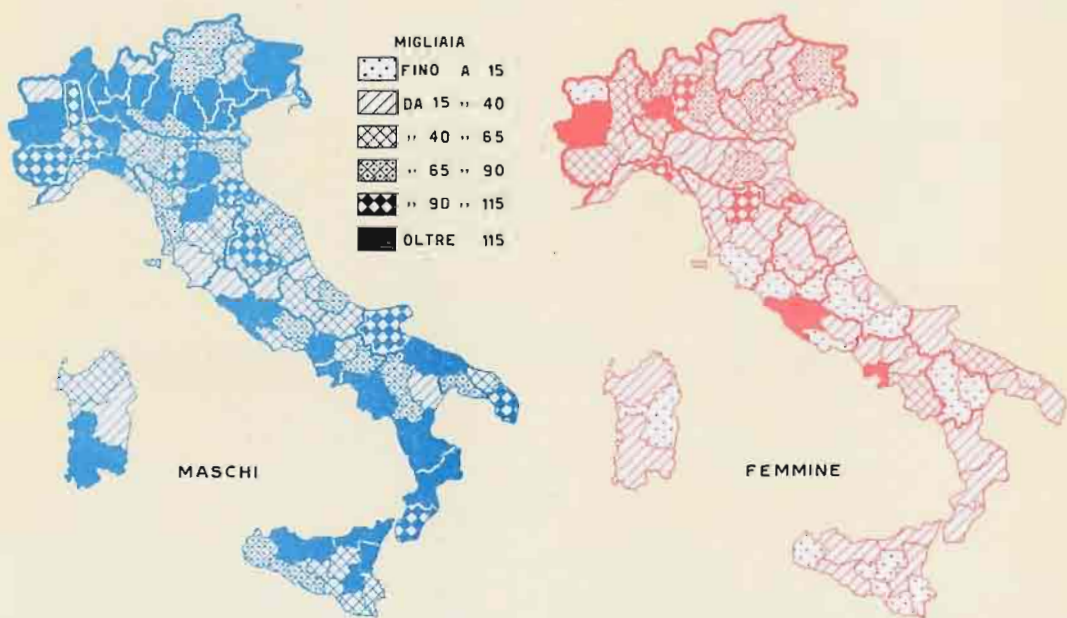 MIGLIAIA
FINO A 15
DA 15 ,, 40
,, 40 ,, 65
,, 65 ,, 90
,, 90 ,, 115
OLTRE 115
MASCHI
FEMMINE